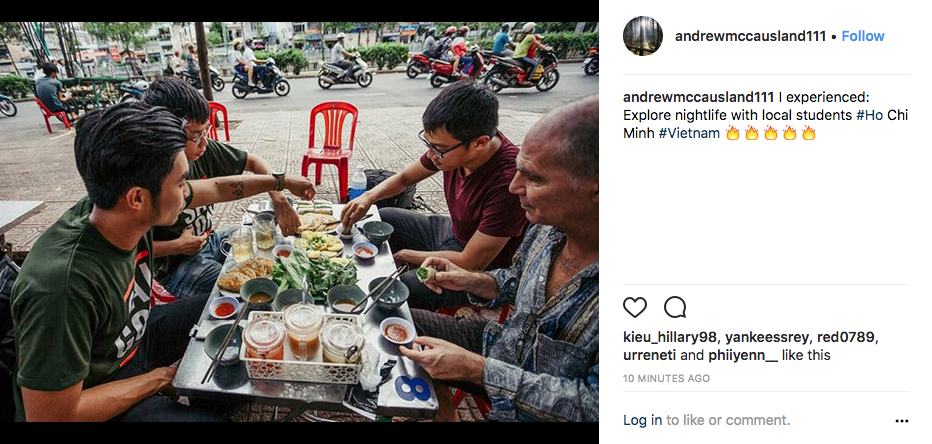 andrewmccausland111 • Follow
andrewmccausland111 I experienced:
Explore nightlife with local students #Ho Chi
Minh #Vietnam 🔥🔥🔥🔥🔥
kieu_hillary98, yankeessrey, red0789,
urreneti and phiiyenn__ like this
10 MINUTES AGO
Log in to like or comment.
8